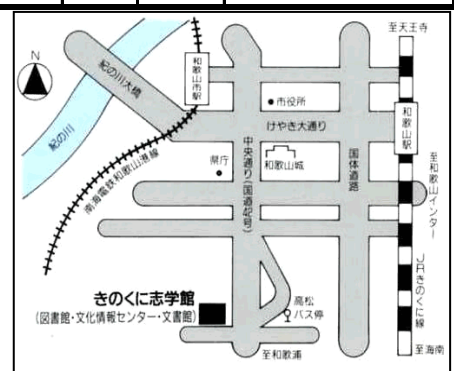 N
紀の川大橋
紀の川
和歌山市駅
南海電鉄和歌山港線
至天王寺
●市役所
けやき大通り
和歌山駅
県庁
和歌山城
中央通り(国道42号)
国体道路
至和歌山インター
JRきのくに線
きのくに志学館
(図書館・文化情報センター・文書館)
高松
バス停
至和歌浦
至海南